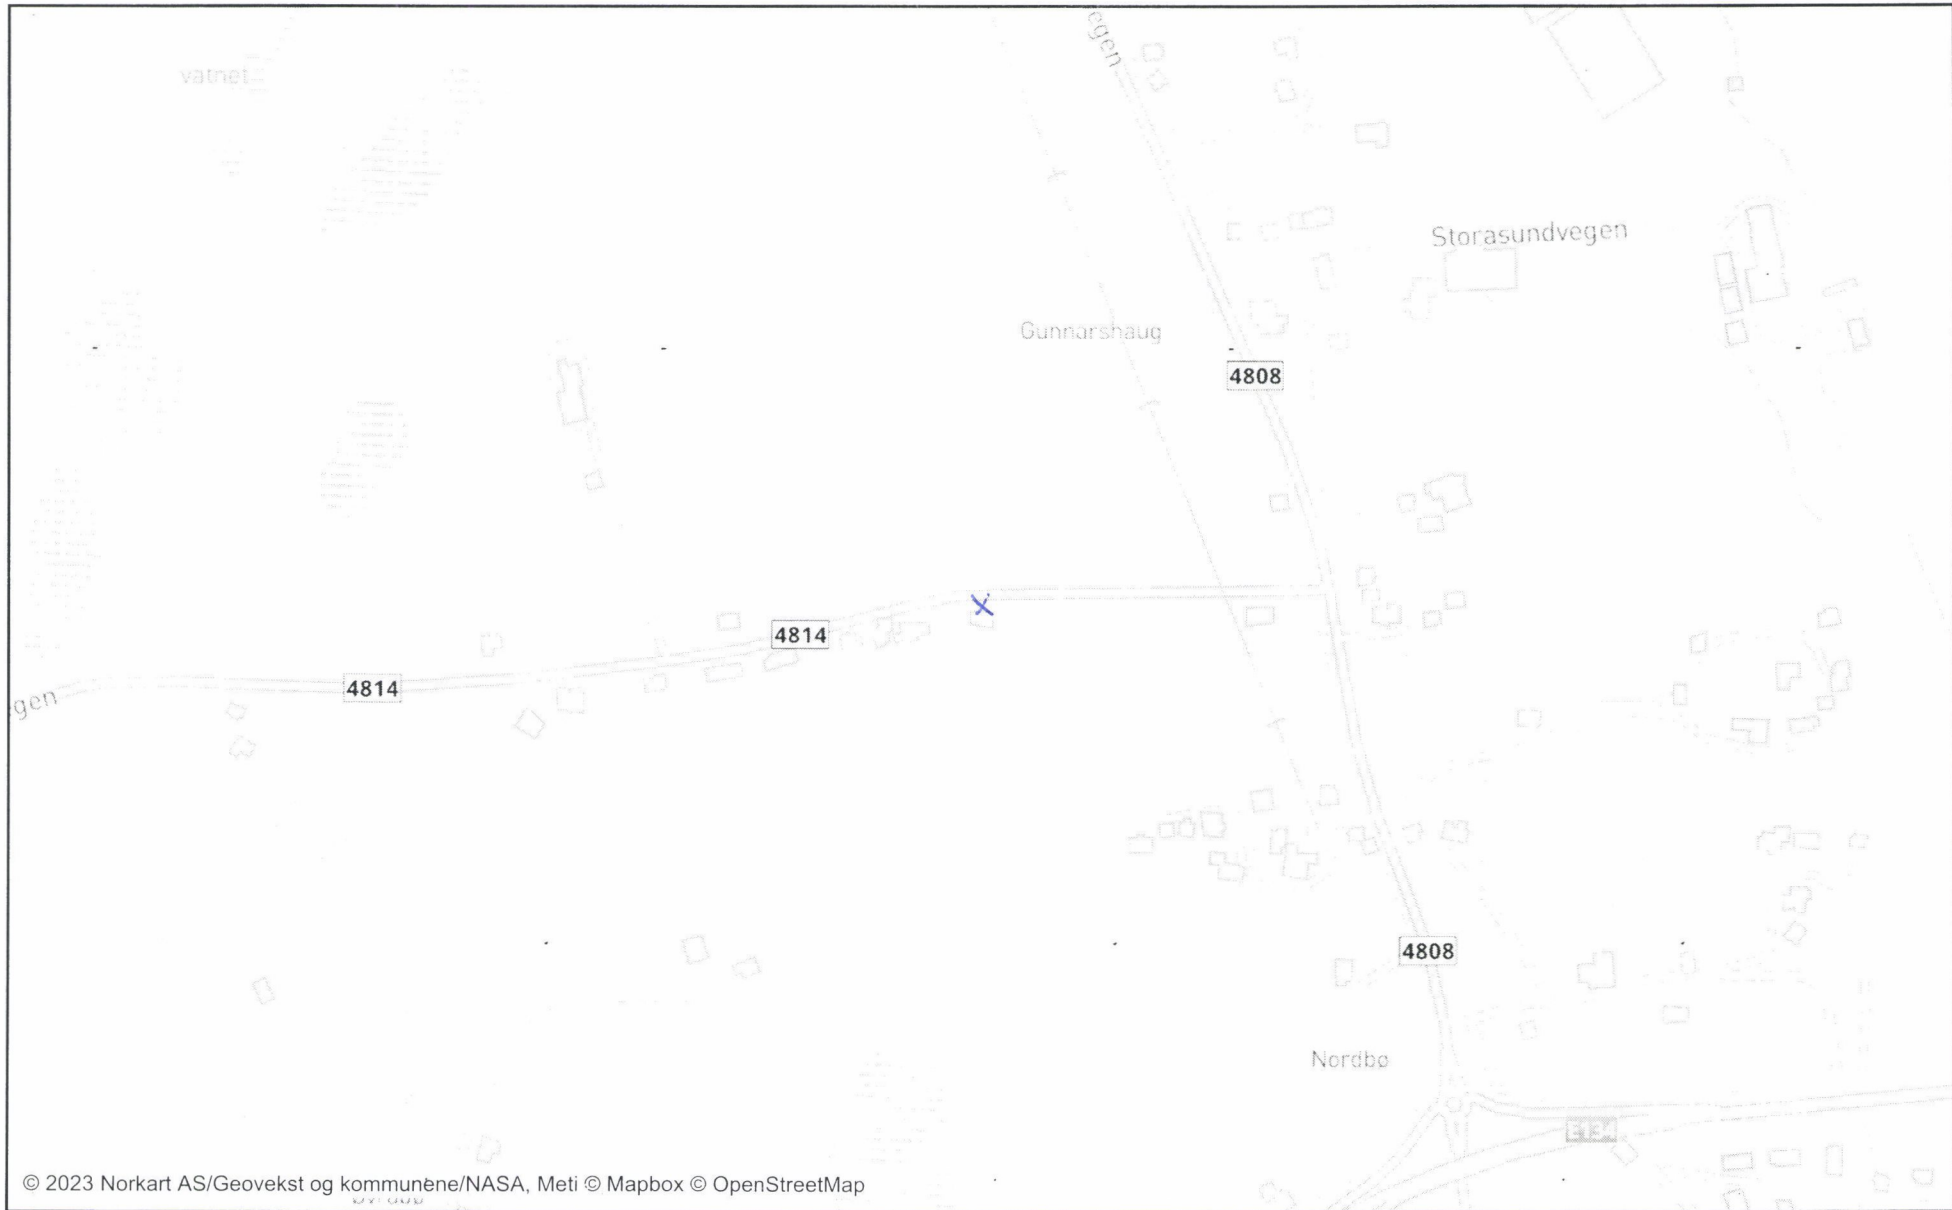 egen
vatnet
Storasundvegen
Gunnarshaug
4808
4814
4814
gen
4808
Nordbø
E134
© 2023 Norkart AS/Geovekst og kommunene/NASA, Meti © Mapbox © OpenStreetMap